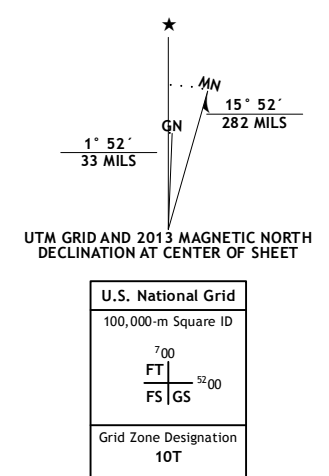 ★
MN
GN
15° 52´
282 MILS
1° 52´
33 MILS
UTM GRID AND 2013 MAGNETIC NORTH
DECLINATION AT CENTER OF SHEET
U.S. National Grid
100,000-m Square ID
700
FT
5200
FS GS
Grid Zone Designation
10T